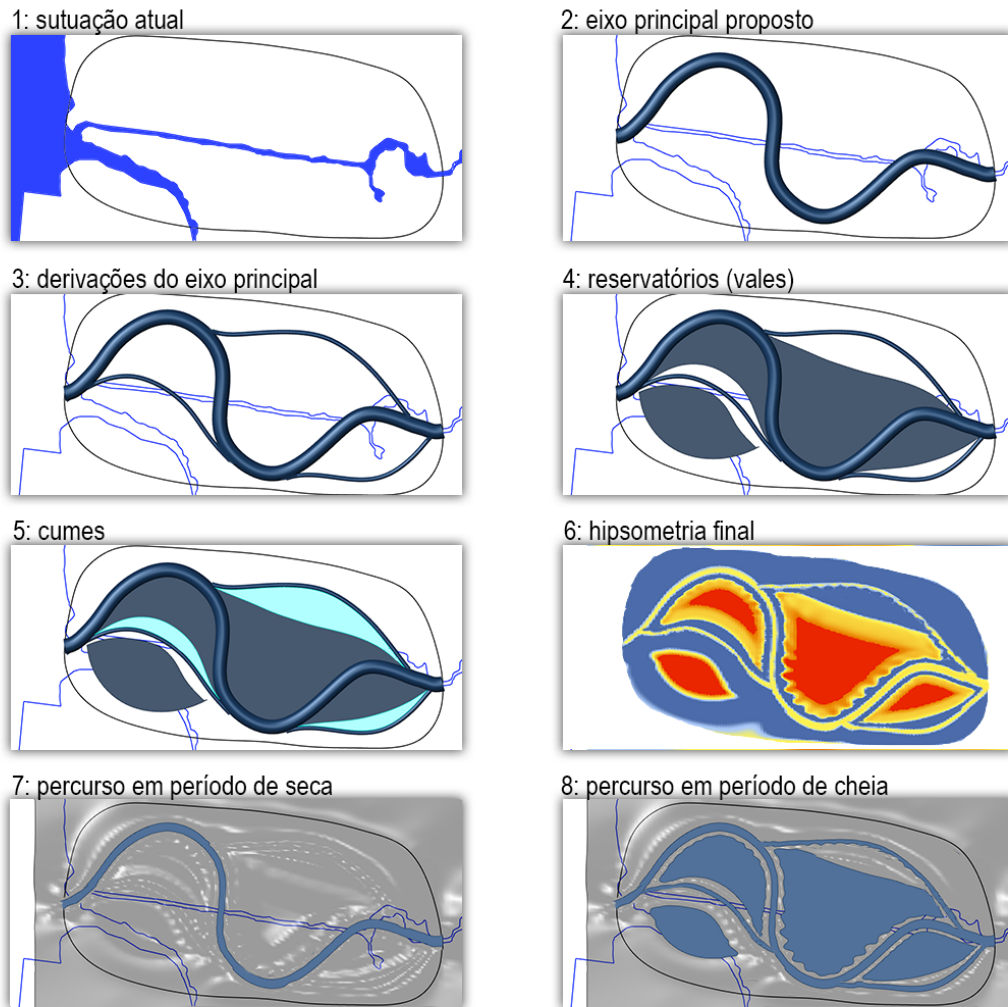 1: sutuação atual
2: eixo principal proposto
3: derivações do eixo principal
4: reservatórios (vales)
5: cumes
6: hipsometria final
7: percurso em período de seca
8: percurso em período de cheia